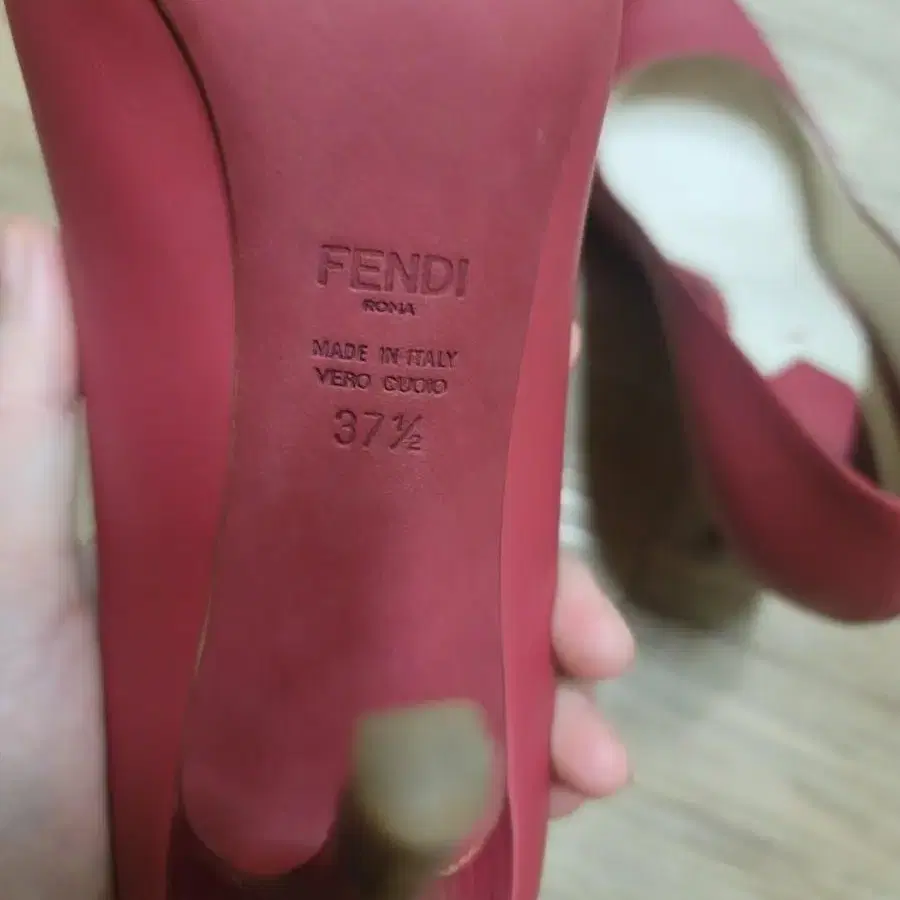 FENDI
ROMA
MADE IN ITALY
VERO CUOIO
37½